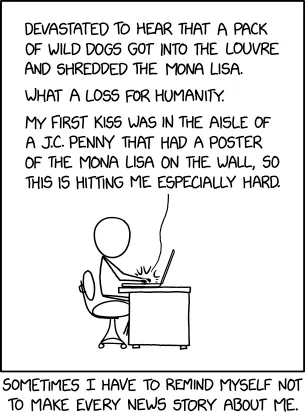 DEVASTATED TO HEAR THAT A PACK
OF WILD DOGS GOT INTO THE LOUVRE
AND SHREDDED THE MONA LISA.
WHAT A LOSS FOR HUMANITY.
MY FIRST KISS WAS IN THE AISLE OF
A J.C. PENNY THAT HAD A POSTER
OF THE MONA LISA ON THE WALL, SO
THIS IS HITTING ME ESPECIALLY HARD.
SOMETIMES I HAVE TO REMIND MYSELF NOT
TO MAKE EVERY NEWS STORY ABOUT ME.